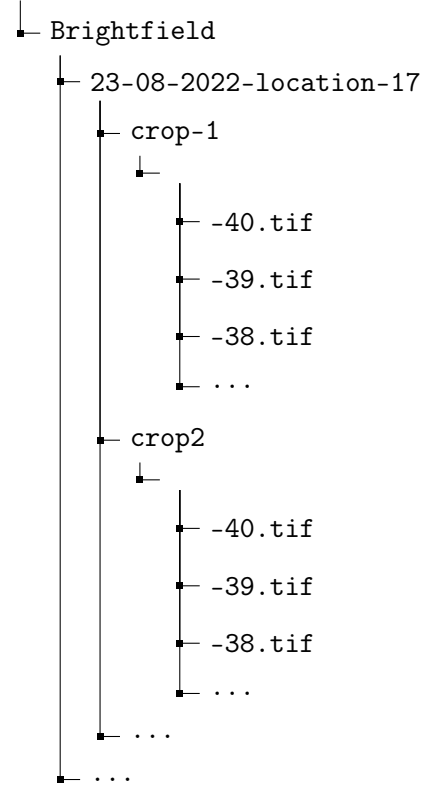 Brightfield
23-08-2022-location-17
crop-1
-40.tif
-39.tif
-38.tif
...
crop2
-40.tif
-39.tif
-38.tif
...
...
...